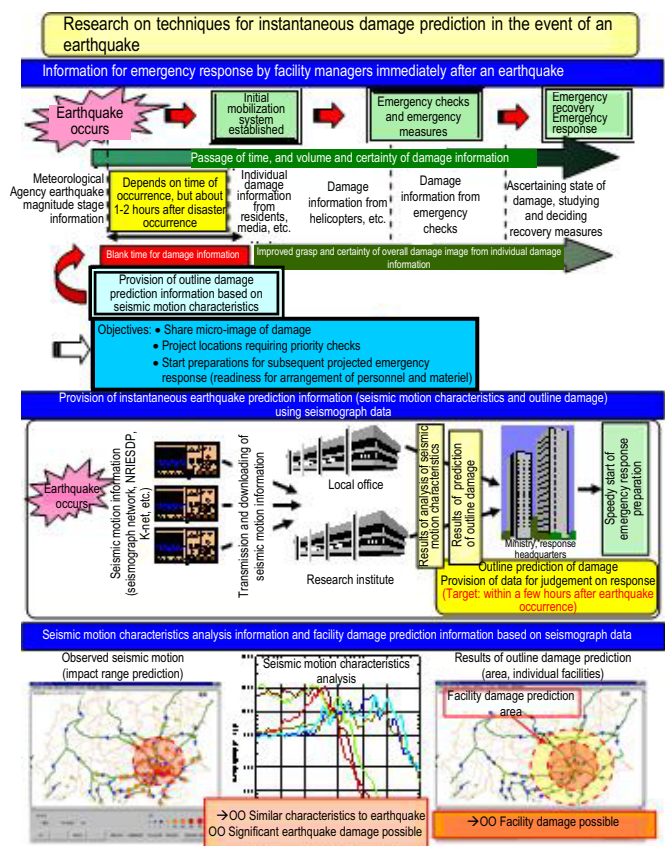 Research on techniques for instantaneous damage prediction in the event of an
earthquake
Information for emergency response by facility managers immediately after an earthquake
Earthquake
occurs
Initial
mobilization
system
established
Emergency checks
and emergency
measures
Emergency
recovery
Emergency
response
Passage of time, and volume and certainty of damage information
Meteorological
Agency earthquake
magnitude stage
information
Depends on time of
occurrence, but about
1-2 hours after disaster
occurrence
Individual
damage
information
from
residents,
media, etc.
Damage
information from
helicopters, etc.
Damage
information from
emergency
checks
Ascertaining state of
damage, studying
and deciding
recovery measures
Blank time for damage information
Improved grasp and certainty of overall damage image from individual damage
information
Provision of outline damage
prediction information based on
seismic motion characteristics
Objectives: • Share micro-image of damage
• Project locations requiring priority checks
• Start preparations for subsequent projected emergency
response (readiness for arrangement of personnel and materiel)
Provision of instantaneous earthquake prediction information (seismic motion characteristics and outline damage)
using seismograph data
Earthquake
occurs
Seismic motion information
(seismograph network, NRIESDP,
K-net, etc.)
Transmission and downloading of
seismic motion information
Local office
Research institute
Results of analysis of seismic
motion characteristics
Results of prediction
of outline damage
Ministry, response
headquarters
Speedy start of
emergency response
preparation
Outline prediction of damage
Provision of data for judgement on response
(Target: within a few hours after earthquake
occurrence)
Seismic motion characteristics analysis information and facility damage prediction information based on seismograph data
Observed seismic motion
(impact range prediction)
Seismic motion characteristics
analysis
Results of outline damage prediction
(area, individual facilities)
Facility damage prediction
area
→OO Similar characteristics to earthquake
OO Significant earthquake damage possible
→OO Facility damage possible